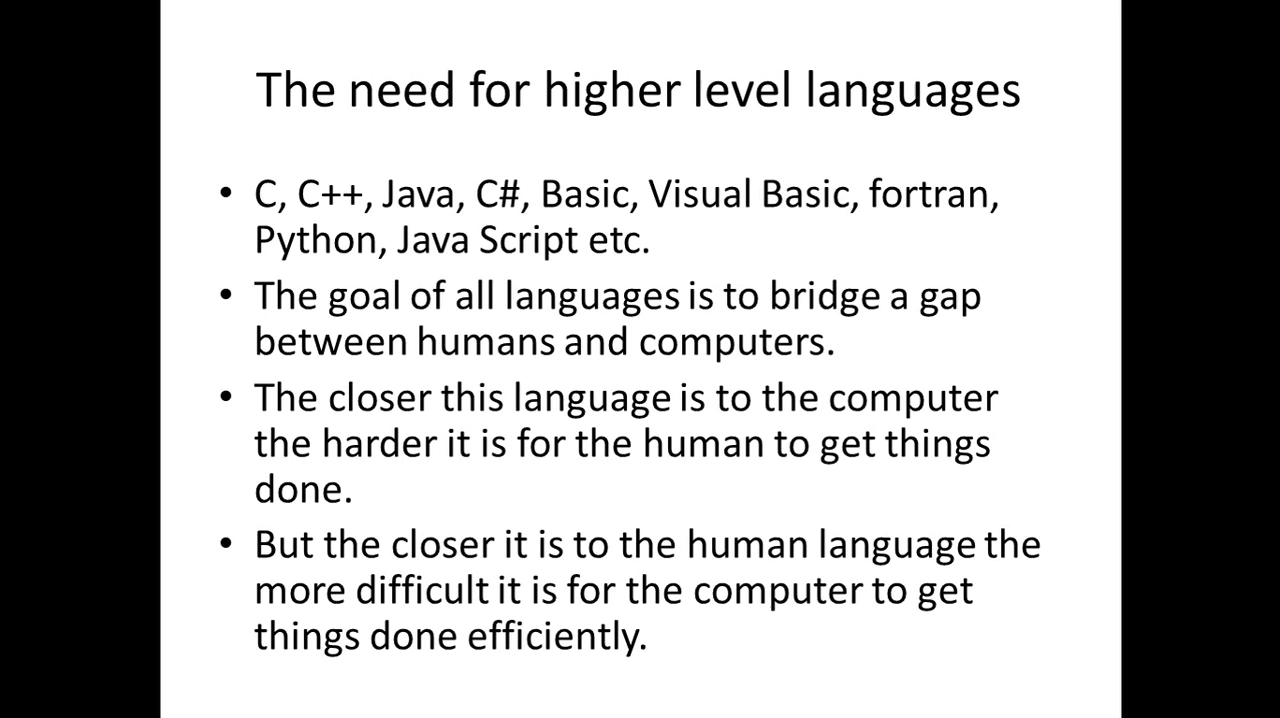 The need for higher level languages
• C, C++, Java, C#, Basic, Visual Basic, fortran,
Python, Java Script etc.
• The goal of all languages is to bridge a gap
between humans and computers.
• The closer this language is to the computer
the harder it is for the human to get things
done.
• But the closer it is to the human language the
more difficult it is for the computer to get
things done efficiently.